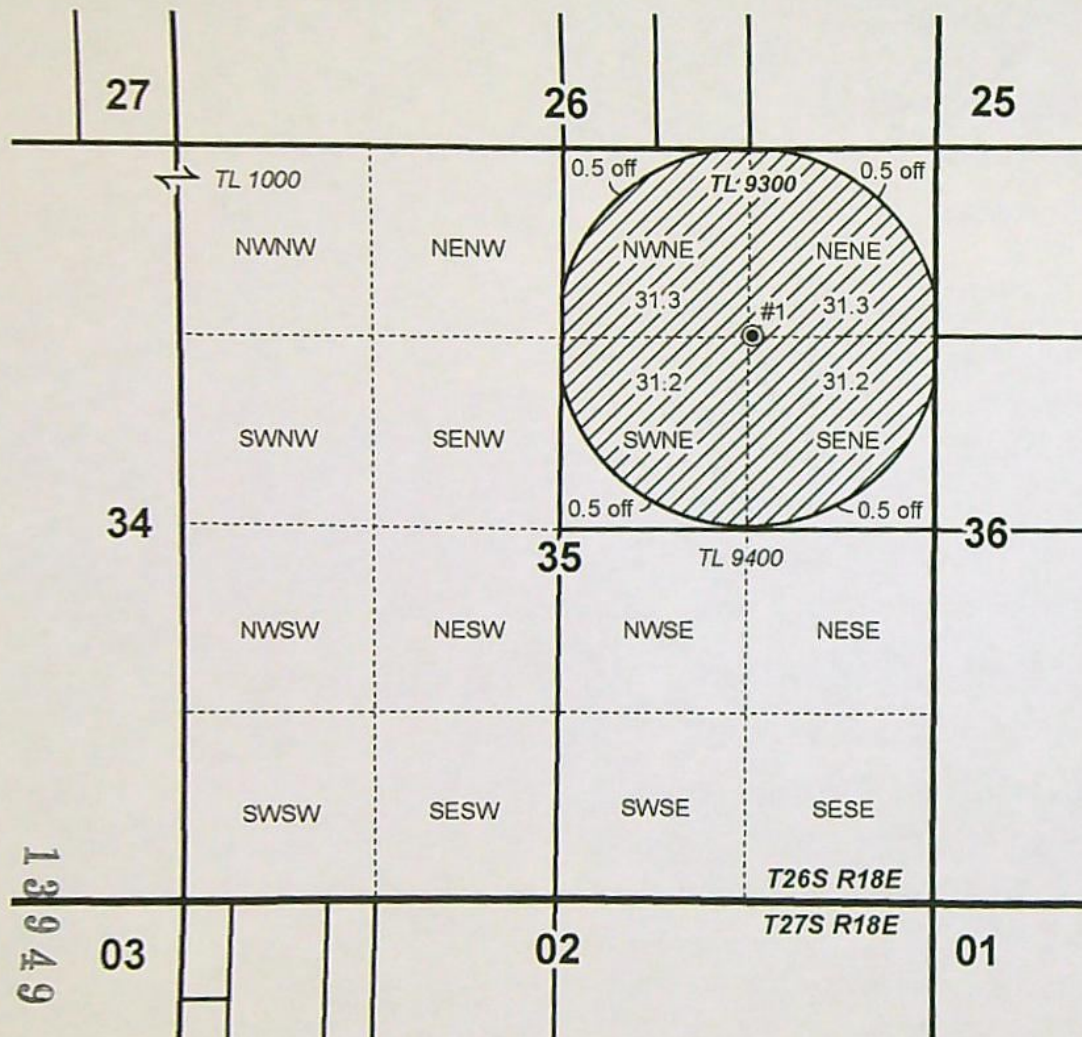 27
26
25
TL 1000
0.5 off
TL 9300
0.5 off
NWNW
NENW
NWNE
NENE
31.3
31.3
#1
31.2
31.2
SWNW
SENW
SWNE
SENE
0.5 off
0.5 off
34
35
36
TL 9400
NWSW
NESW
NWSE
NESE
SWSW
SESW
SWSE
SESE
T26S R18E
T27S R18E
03
02
01
13949